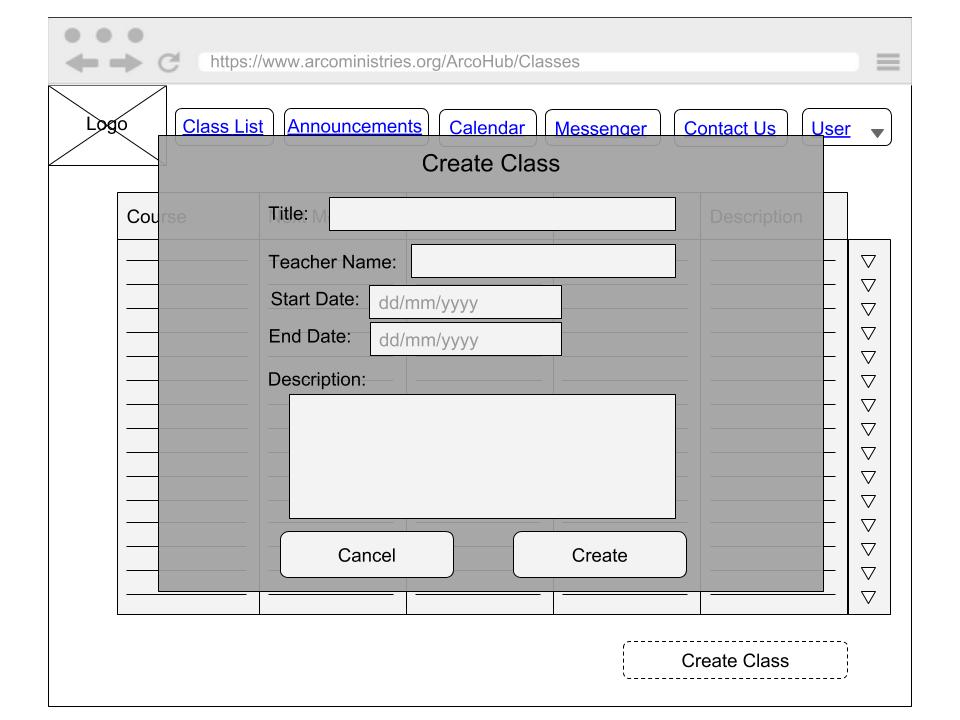 https://www.arcoministries.org/ArcoHub/Classes
Logo
Class List Announcements Calendar Messenger Contact Us User
Create Class
Course Description
Title:
Teacher Name:
Start Date: dd/mm/yyyy
End Date: dd/mm/yyyy
Description:
Cancel Create
Create Class